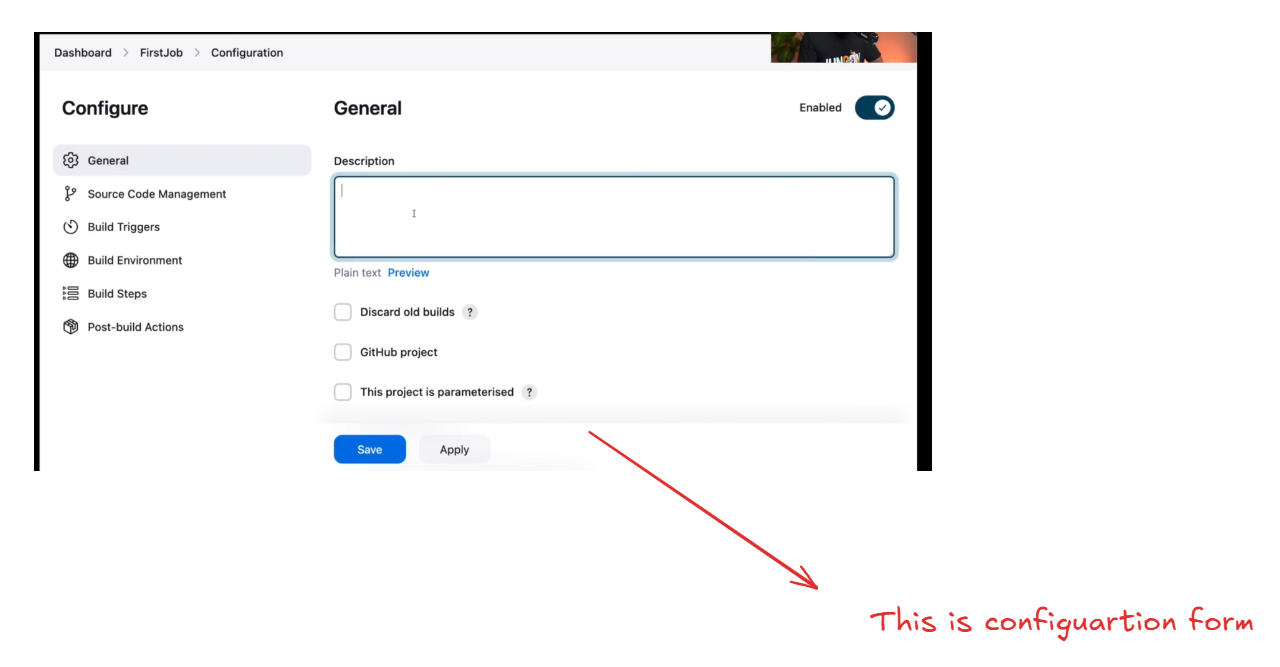 Dashboard > FirstJob > Configuration
Configure
General
Source Code Management
Build Triggers
Build Environment
Build Steps
Post-build Actions
General
Enabled
Description
Plain text Preview
Discard old builds ?
GitHub project
This project is parameterised ?
Save Apply
This is configuartion form